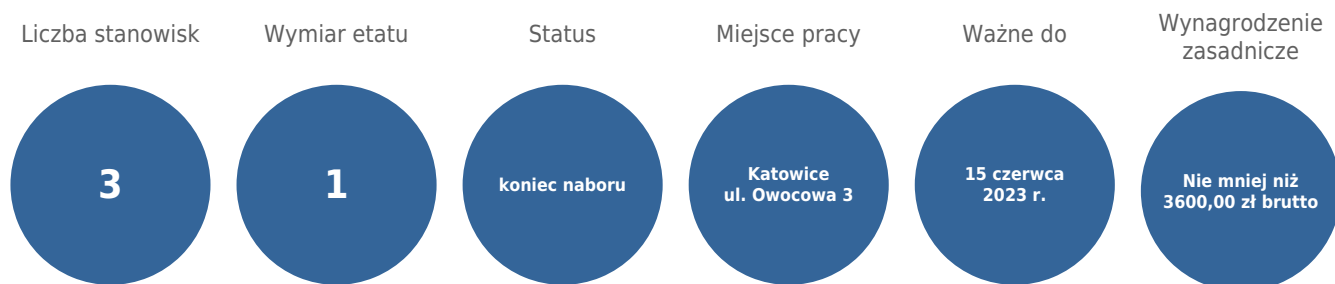 Liczba stanowisk
3
Wymiar etatu
1
Status
koniec naboru
Miejsce pracy
Katowice
ul. Owocowa 3
Ważne do
15 czerwca
2023 r.
Wynagrodzenie
zasadnicze
Nie mniej niż
3600,00 zł brutto